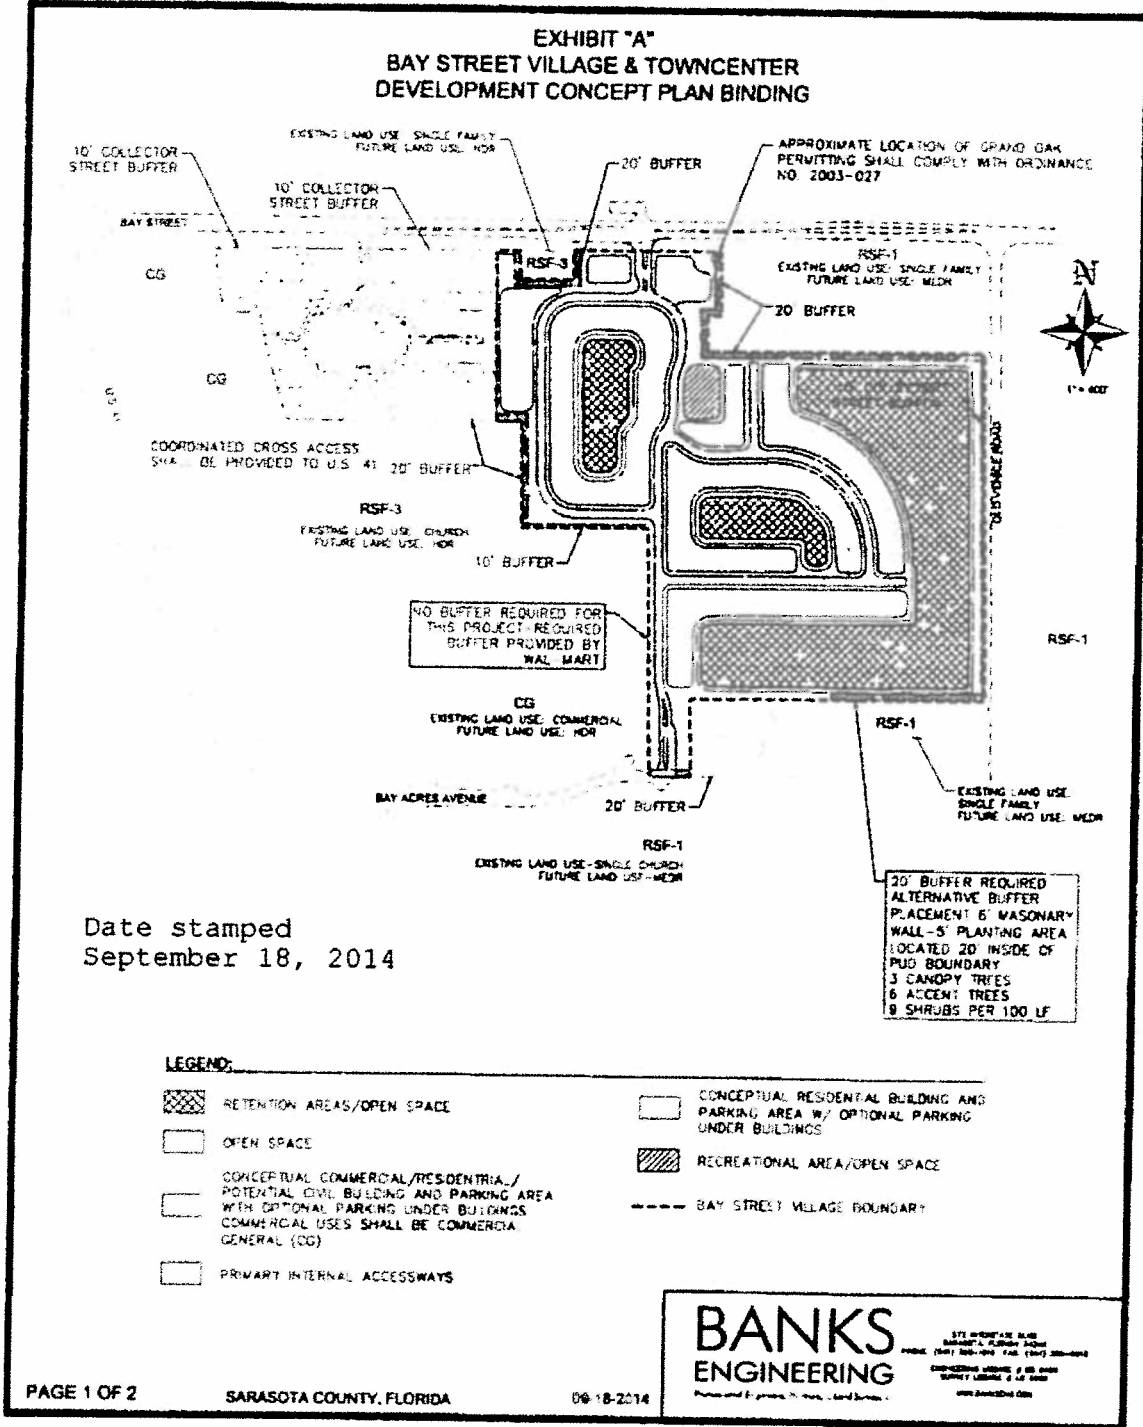 EXHIBIT "A"
BAY STREET VILLAGE & TOWNCENTER
DEVELOPMENT CONCEPT PLAN BINDING
10' COLLECTOR
STREET BUFFER
EXISTING LAND USE: SINGLE FAMILY
FUTURE LAND USE: HDR
10' COLLECTOR
STREET BUFFER
20' BUFFER
APPROXIMATE LOCATION OF GRAND OAK
PERMITTING SHALL COMPLY WITH ORDINANCE
NO. 2003-027
BAY STREET
CG
RSF-3
RSF-1
EXISTING LAND USE: SINGLE FAMILY
FUTURE LAND USE: MEDR
N
20' BUFFER
1" = 400'
CG
COORDINATED CROSS ACCESS
SHALL BE PROVIDED TO U.S. 41
20' BUFFER
RSF-3
EXISTING LAND USE: CHURCH
FUTURE LAND USE: HDR
10' BUFFER
NO BUFFER REQUIRED FOR
THIS PROJECT-REQUIRED
BUFFER PROVIDED BY
WAL MART
RSF-1
CG
EXISTING LAND USE: COMMERCIAL
FUTURE LAND USE: HDR
RSF-1
BAY ACRES AVENUE
20' BUFFER
EXISTING LAND USE:
SINGLE FAMILY
FUTURE LAND USE: MEDR
RSF-1
EXISTING LAND USE-SINGLE CHURCH
FUTURE LAND USE-MEDR
20' BUFFER REQUIRED
ALTERNATIVE BUFFER
PLACEMENT 6' MASONARY
WALL-5' PLANTING AREA
LOCATED 20' INSIDE OF
PUD BOUNDARY
3 CANOPY TREES
6 ACCENT TREES
9 SHRUBS PER 100 LF
Date stamped
September 18, 2014
LEGEND:
RETENTION AREAS/OPEN SPACE
OPEN SPACE
CONCEPTUAL COMMERCIAL/RESIDENTIAL/
POTENTIAL CIVIL BUILDING AND PARKING AREA
WITH OPTIONAL PARKING UNDER BUILDINGS
COMMERCIAL USES SHALL BE COMMERCIAL
GENERAL (CG)
PRIMARY INTERNAL ACCESSWAYS
CONCEPTUAL RESIDENTIAL BUILDING AND
PARKING AREA W/ OPTIONAL PARKING
UNDER BUILDINGS
RECREATIONAL AREA/OPEN SPACE
BAY STREET VILLAGE BOUNDARY
BANKS
ENGINEERING
PAGE 1 OF 2
SARASOTA COUNTY, FLORIDA
09-18-2014